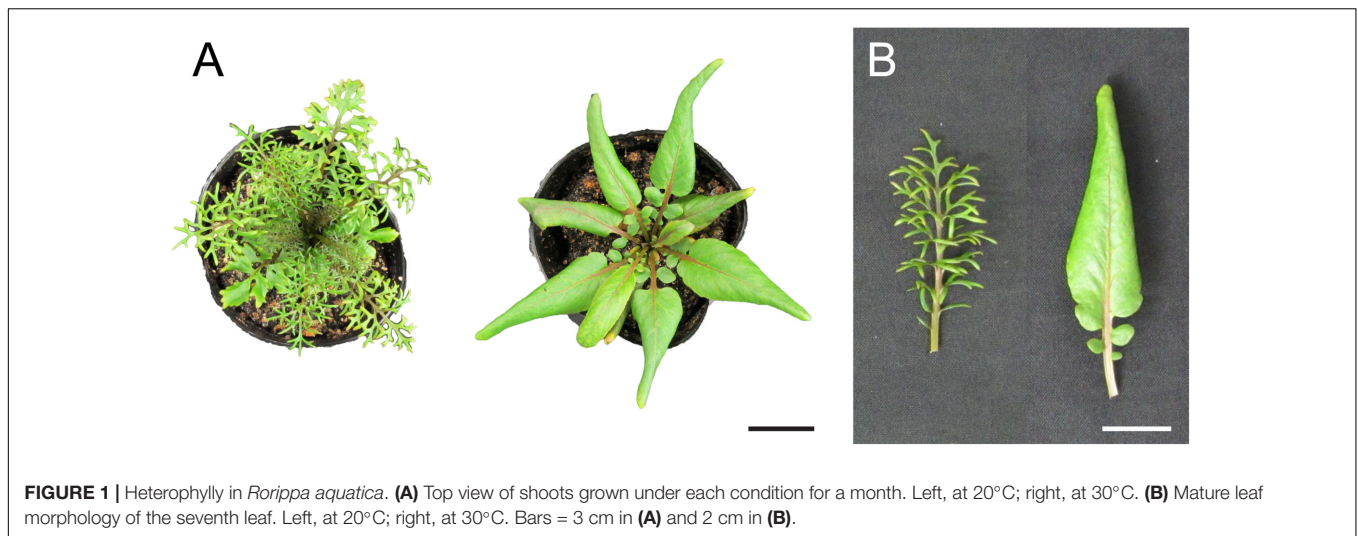 A
B
FIGURE 1 | Heterophylly in Rorippa aquatica. (A) Top view of shoots grown under each condition for a month. Left, at 20°C; right, at 30°C. (B) Mature leaf
morphology of the seventh leaf. Left, at 20°C; right, at 30°C. Bars = 3 cm in (A) and 2 cm in (B).